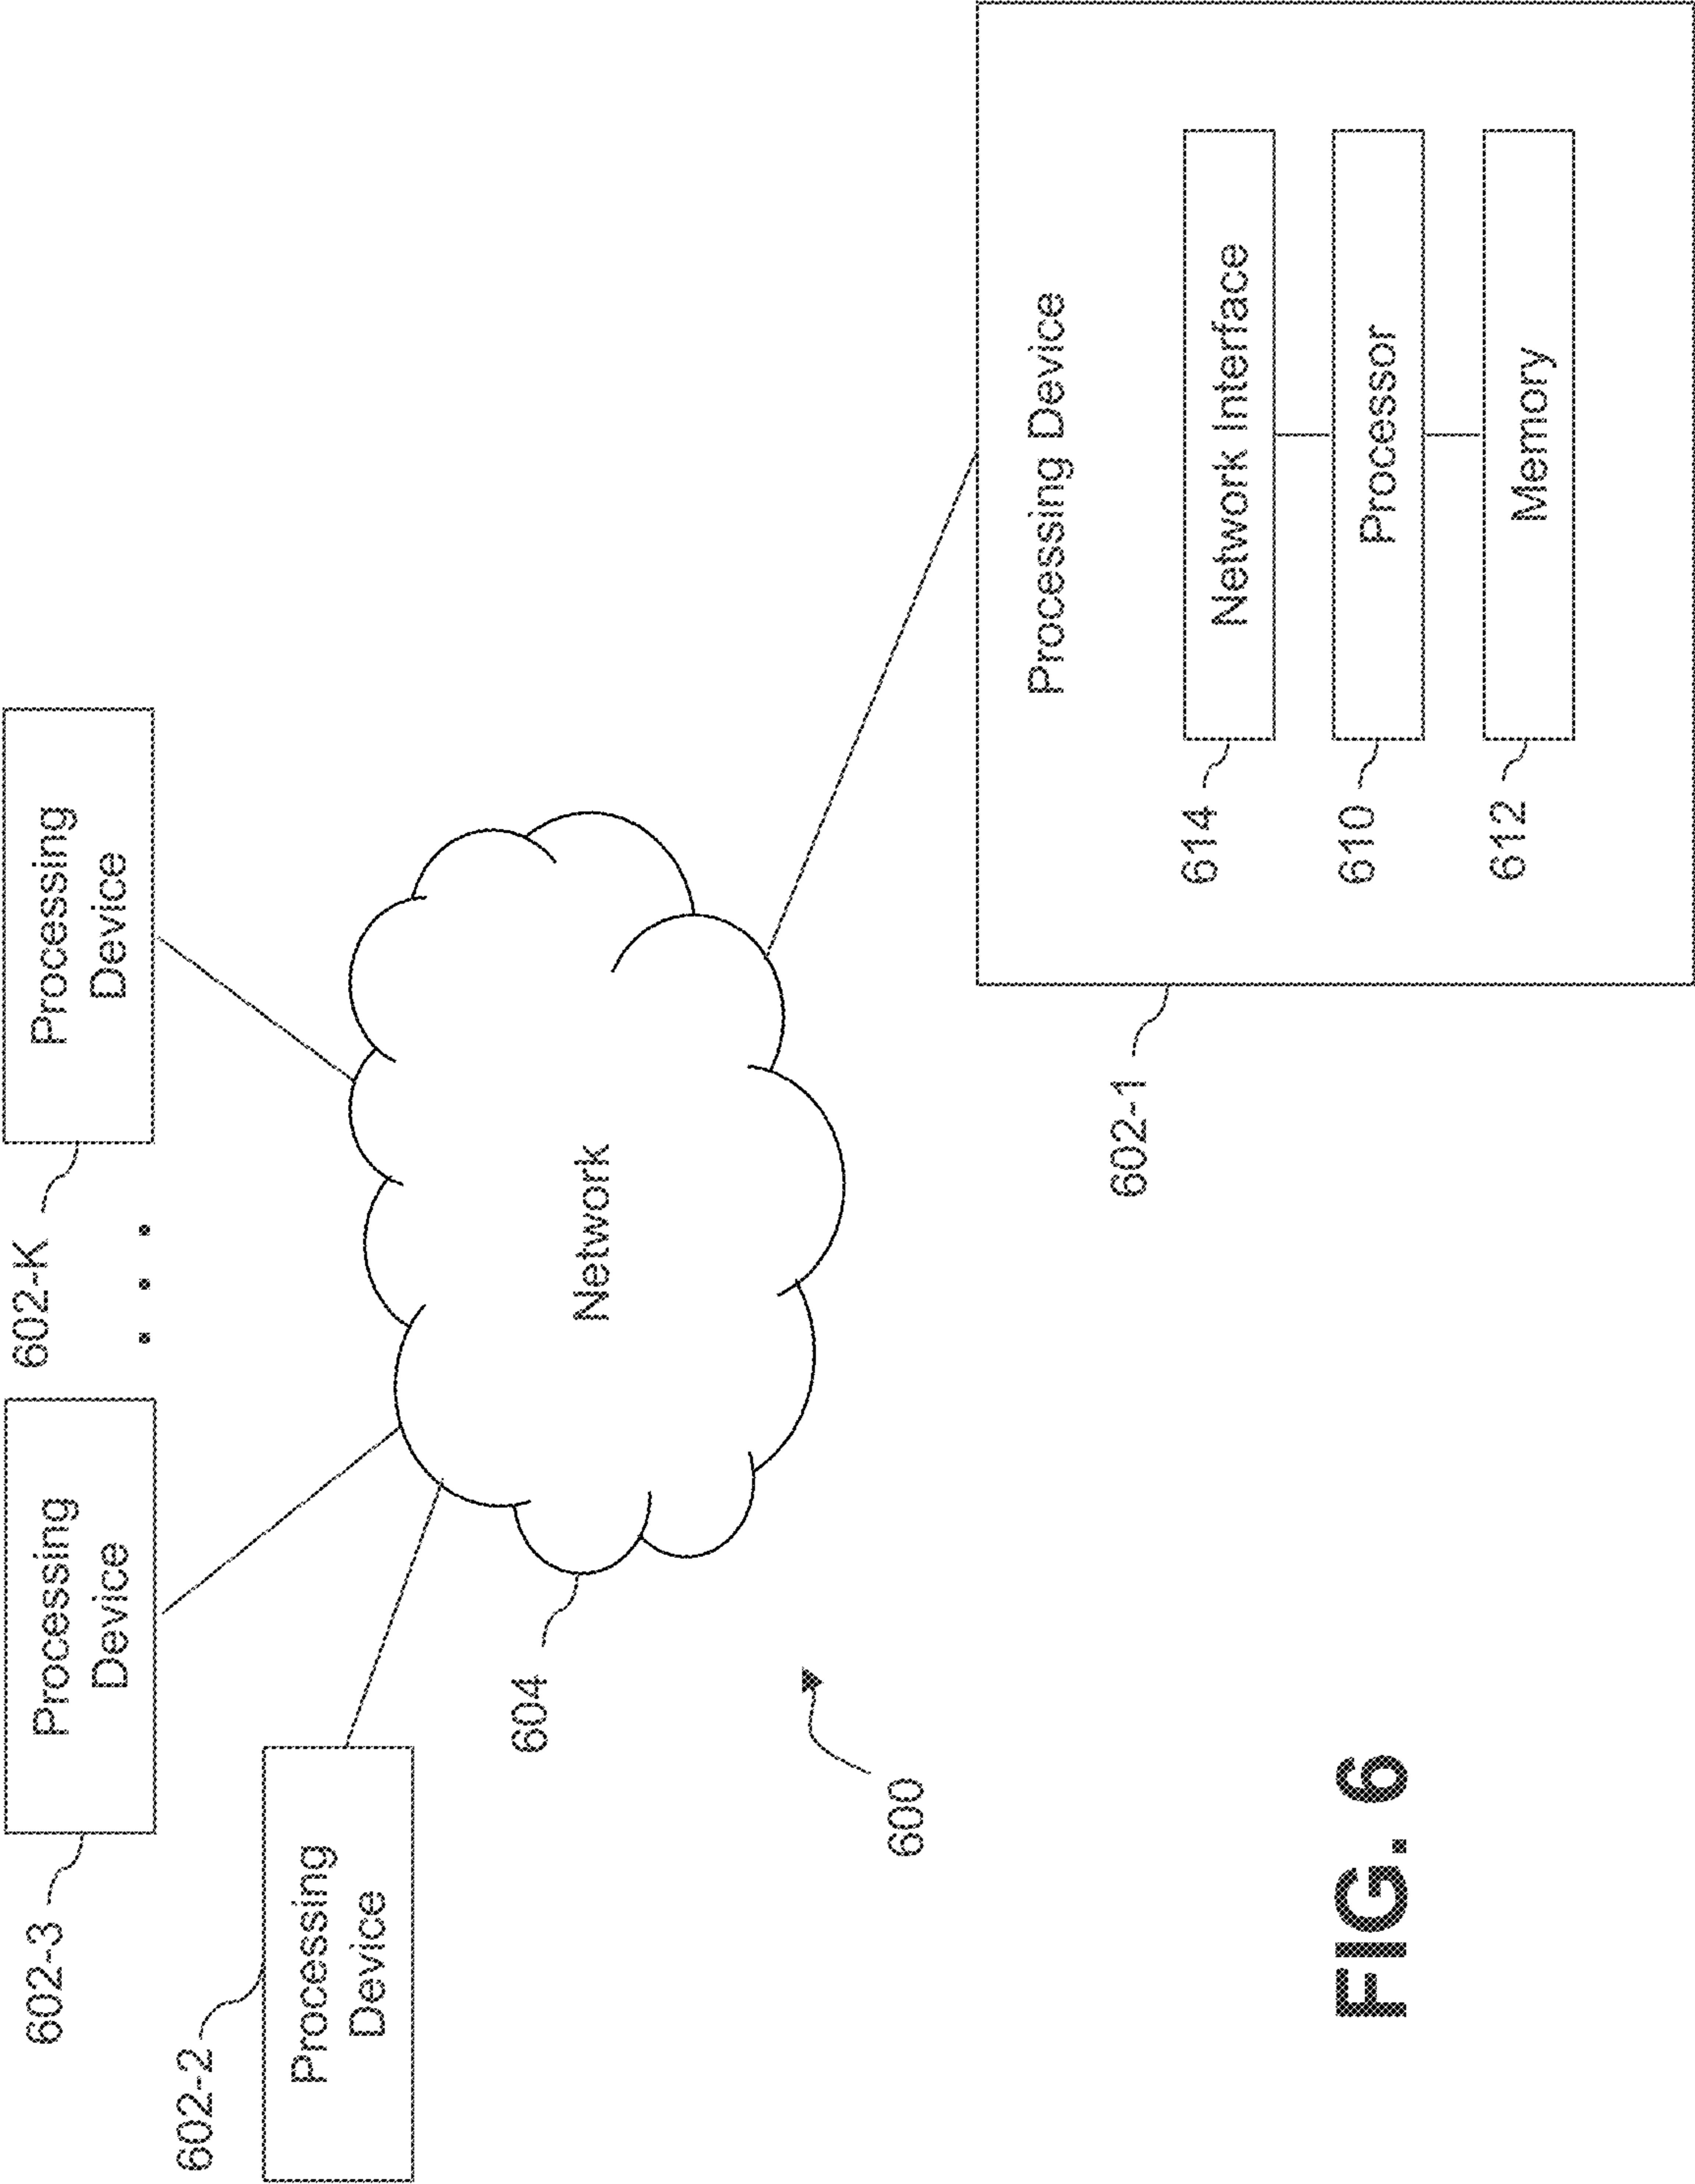 602-2
Processing
Device
602-3
Processing
Device
602-K
Processing
Device
. . .
604
Network
600
602-1
Processing Device
614
Network Interface
610
Processor
612
Memory
FIG. 6